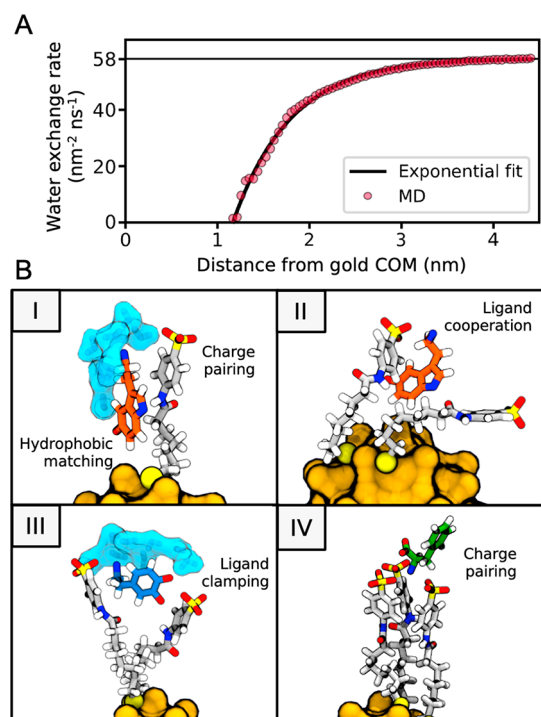 A
58
40
20
0
Water exchange rate
(nm⁻² ns⁻¹)
Exponential fit
MD
0
1
2
3
4
Distance from gold COM (nm)
B
I
Charge
pairing
Hydrophobic
matching
II
Ligand
cooperation
III
Ligand
clamping
IV
Charge
pairing